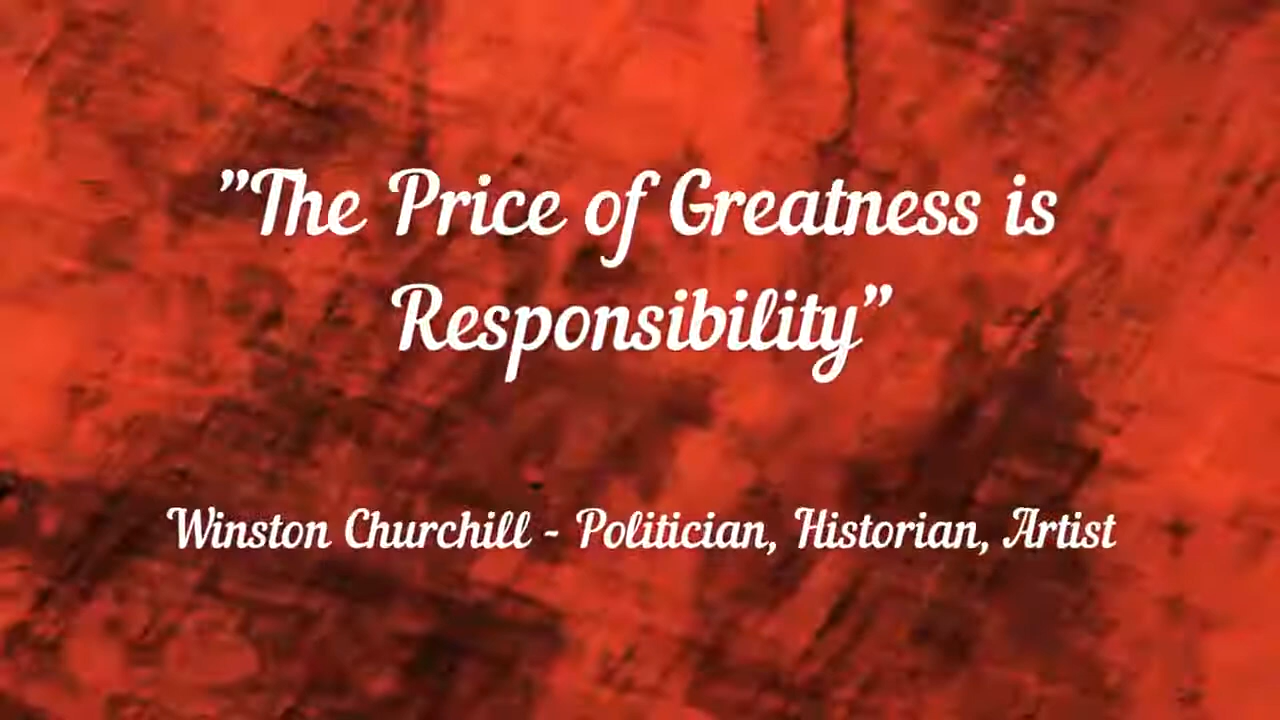 ”The Price of Greatness is
Responsibility”
Winston Churchill - Politician, Historian, Artist